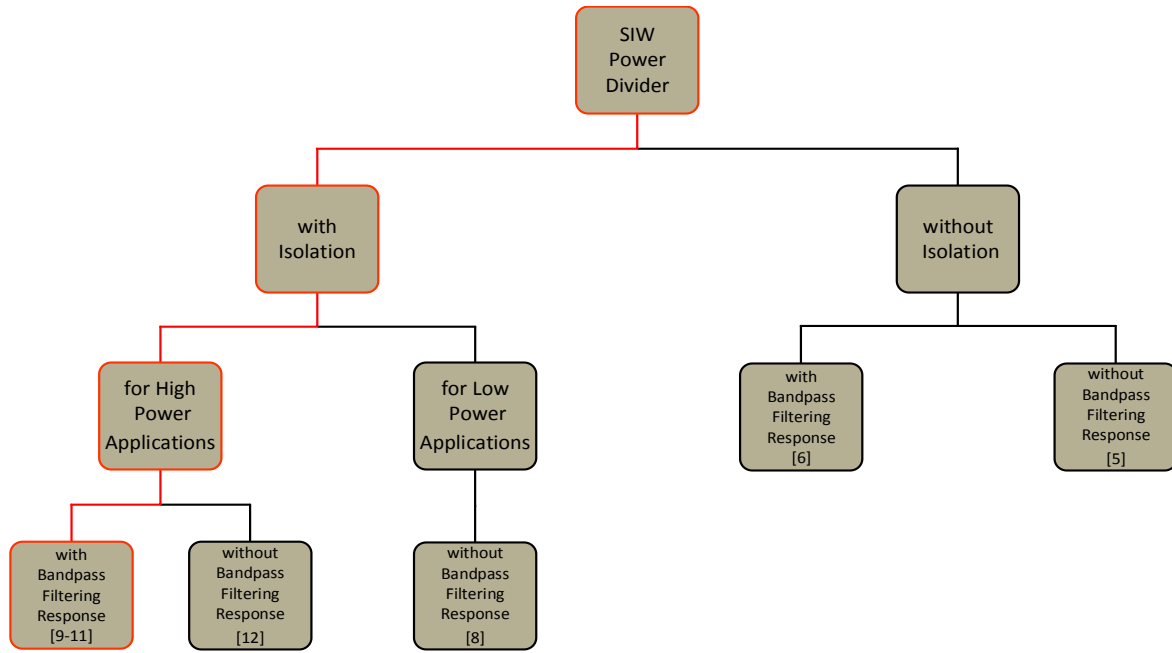 SIW
Power
Divider
with
Isolation
without
Isolation
for High
Power
Applications
for Low
Power
Applications
with
Bandpass
Filtering
Response
[6]
without
Bandpass
Filtering
Response
[5]
with
Bandpass
Filtering
Response
[9-11]
without
Bandpass
Filtering
Response
[12]
without
Bandpass
Filtering
Response
[8]